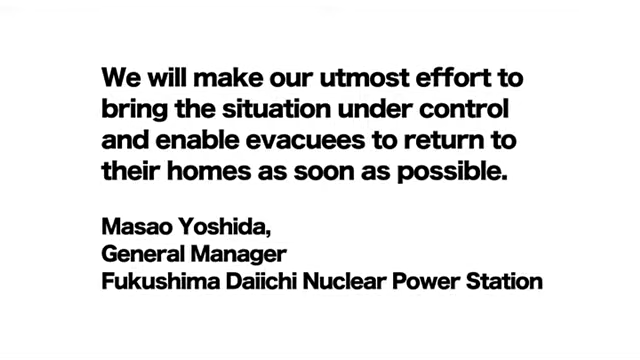 We will make our utmost effort to
bring the situation under control
and enable evacuees to return to
their homes as soon as possible.
Masao Yoshida,
General Manager
Fukushima Daiichi Nuclear Power Station